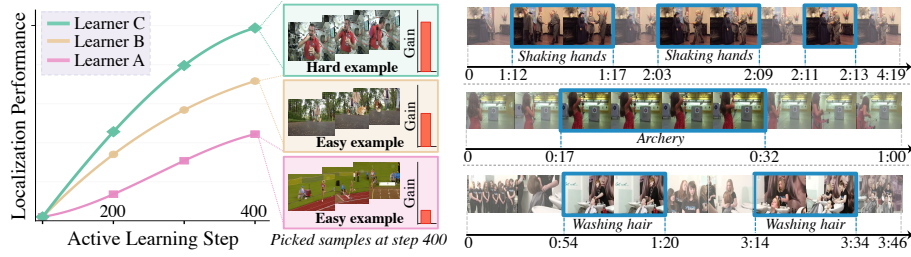 Learner C
Learner B
Learner A
Localization Performance
200
400
Active Learning Step
Gain
Hard example
Gain
Easy example
Gain
Easy example
Picked samples at step 400
Shaking hands
Shaking hands
0 1:12 1:17 2:03 2:09 2:11 2:13 4:19
Archery
0 0:17 0:32 1:00
Washing hair
Washing hair
0 0:54 1:20 3:14 3:34 3:46